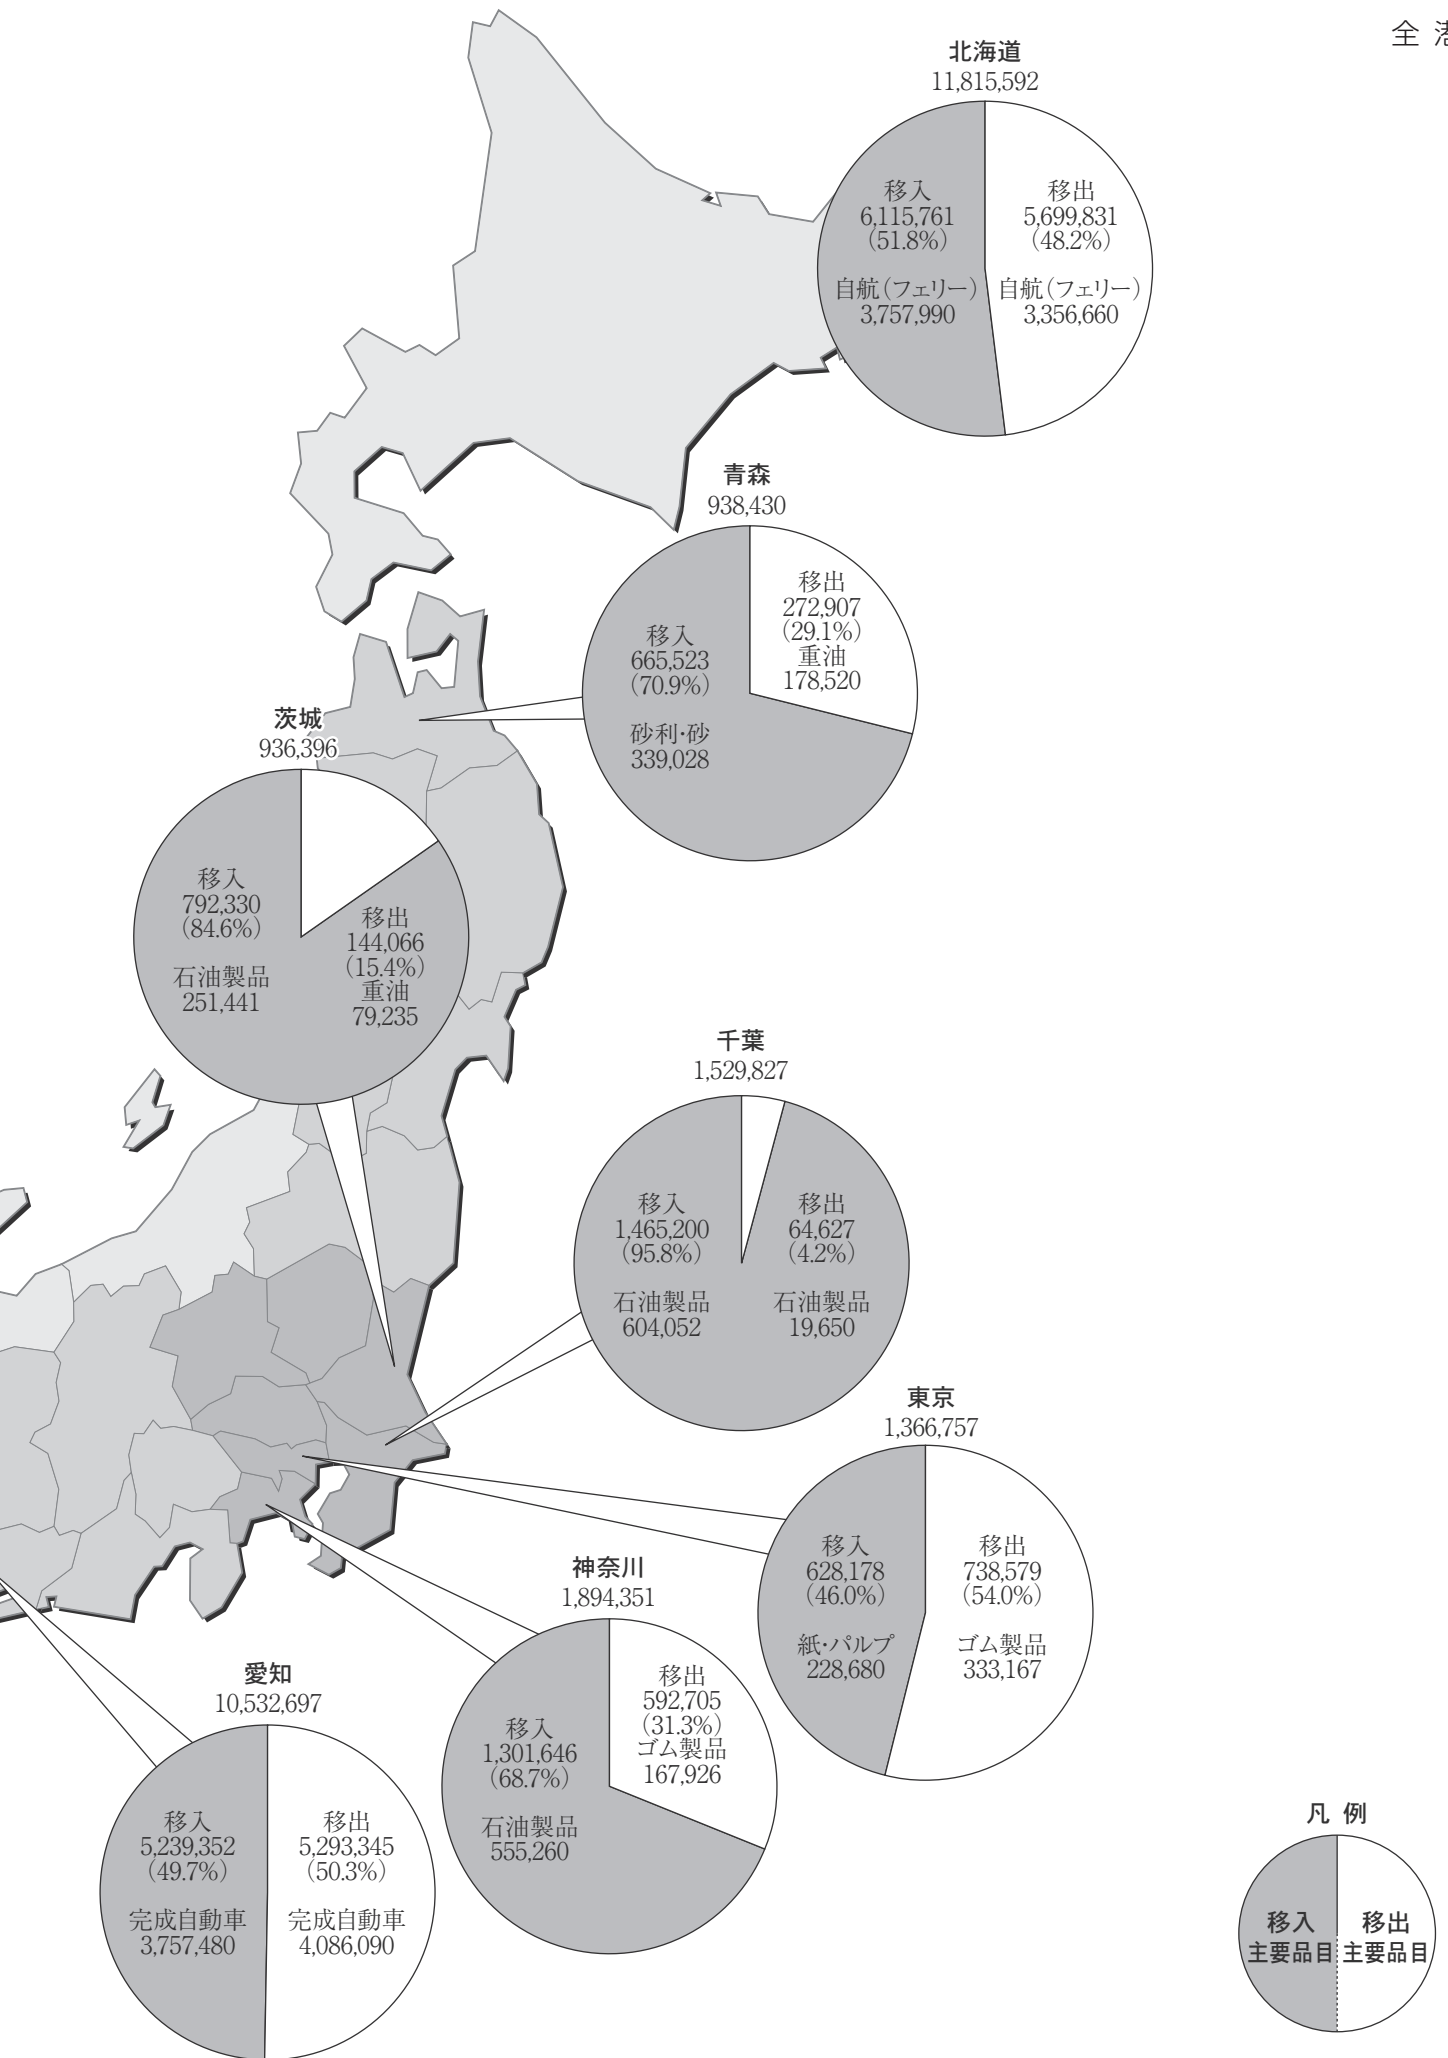 全
北海道
11,815,592
移入
6,115,761
(51.8%)
自航(フェリー)
3,757,990
移出
5,699,831
(48.2%)
自航(フェリー)
3,356,660
青森
938,430
移入
665,523
(70.9%)
砂利・砂
339,028
移出
272,907
(29.1%)
重油
178,520
茨城
936,396
移入
792,330
(84.6%)
石油製品
251,441
移出
144,066
(15.4%)
重油
79,235
千葉
1,529,827
移入
1,465,200
(95.8%)
石油製品
604,052
移出
64,627
(4.2%)
石油製品
19,650
東京
1,366,757
移入
628,178
(46.0%)
紙・パルプ
228,680
移出
738,579
(54.0%)
ゴム製品
333,167
神奈川
1,894,351
移入
1,301,646
(68.7%)
石油製品
555,260
移出
592,705
(31.3%)
ゴム製品
167,926
愛知
10,532,697
移入
5,239,352
(49.7%)
完成自動車
3,757,480
移出
5,293,345
(50.3%)
完成自動車
4,086,090
凡 例
移入
主要品目
移出
主要品目